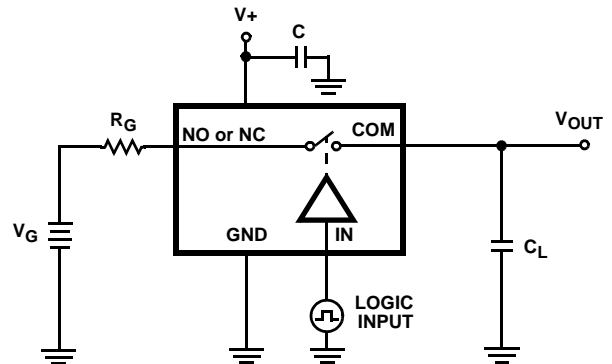 V+
C
RG
NO or NC
COM
VOUT
VG
GND
IN
CL
LOGIC
INPUT